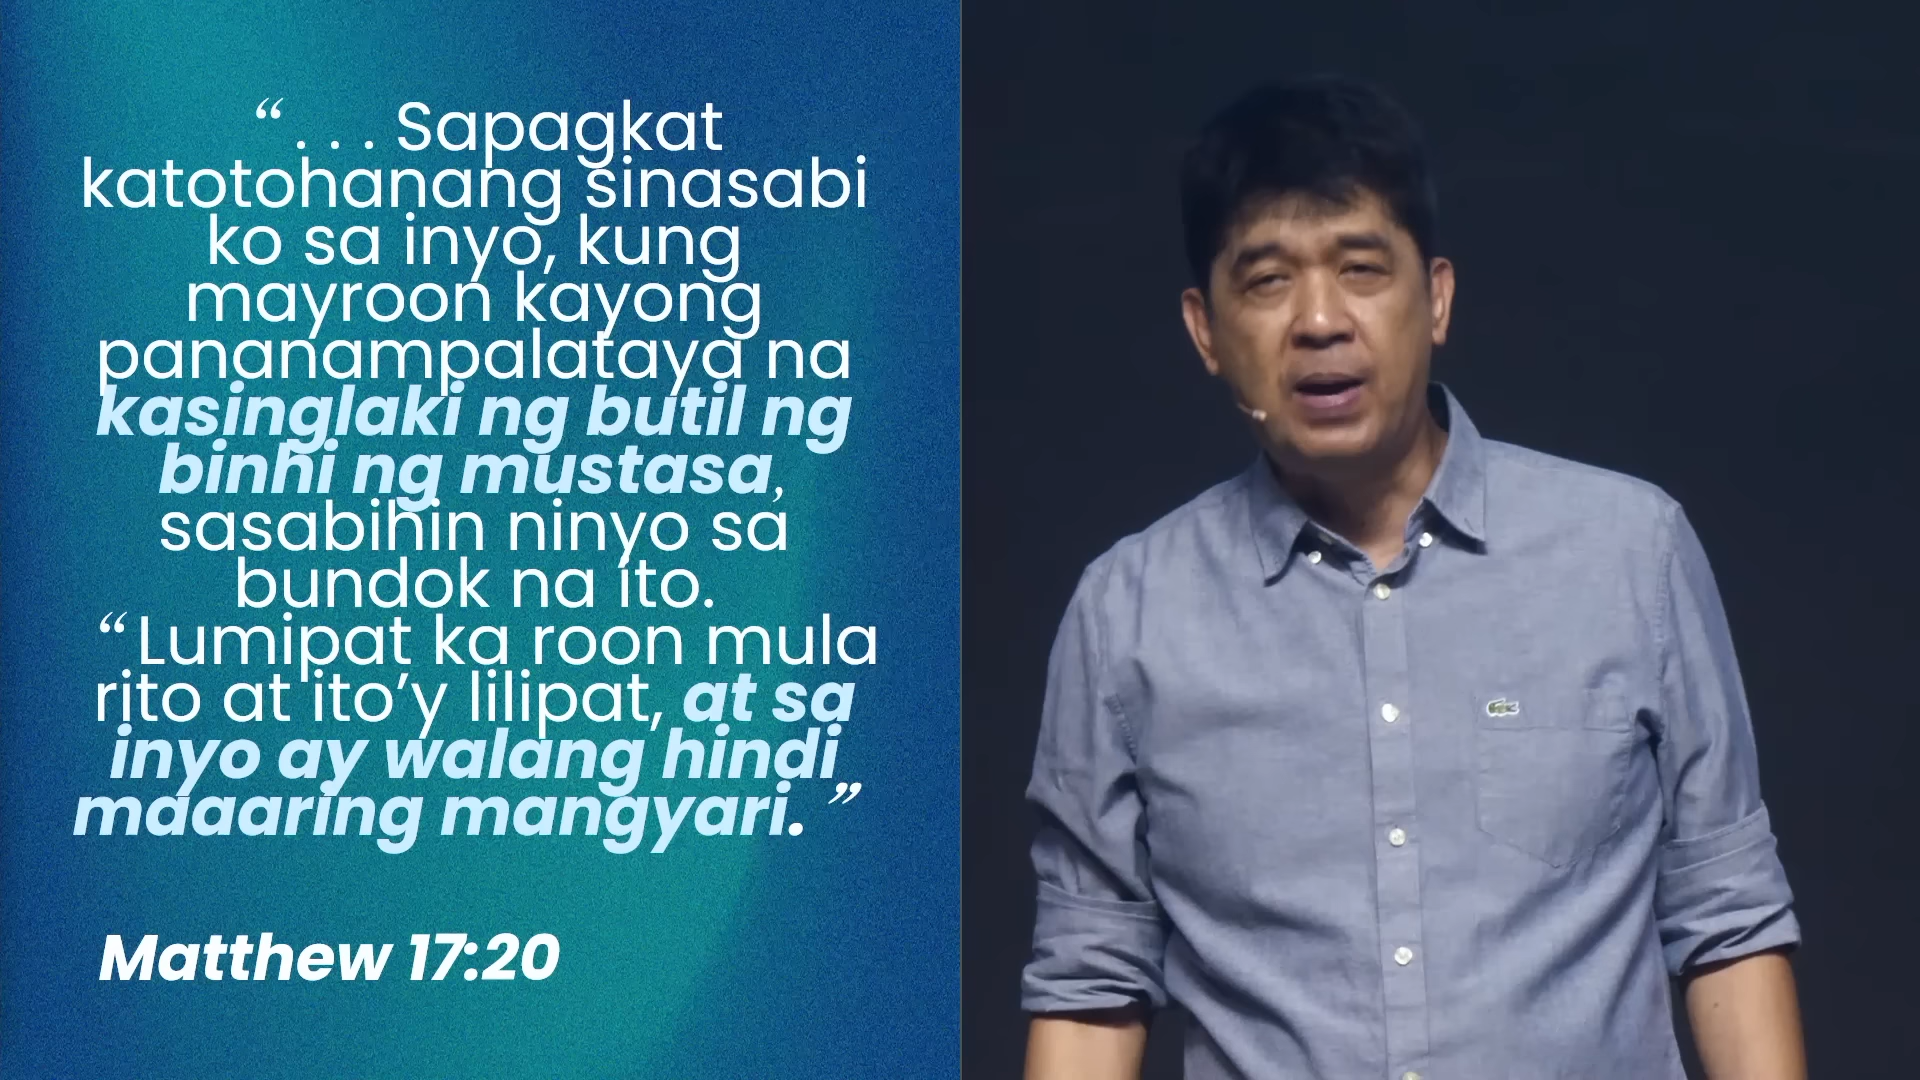 “ . . . Sapagkat
katotohanang sinasabi
ko sa inyo, kung
mayroon kayong
pananampalataya na
kasinglaki ng butil ng
binhi ng mustasa,
sasabihin ninyo sa
bundok na ito.
“ Lumipat ka roon mula
rito at ito’y lilipat, at sa
inyo ay walang hindi
maaaring mangyari. ”
Matthew 17:20